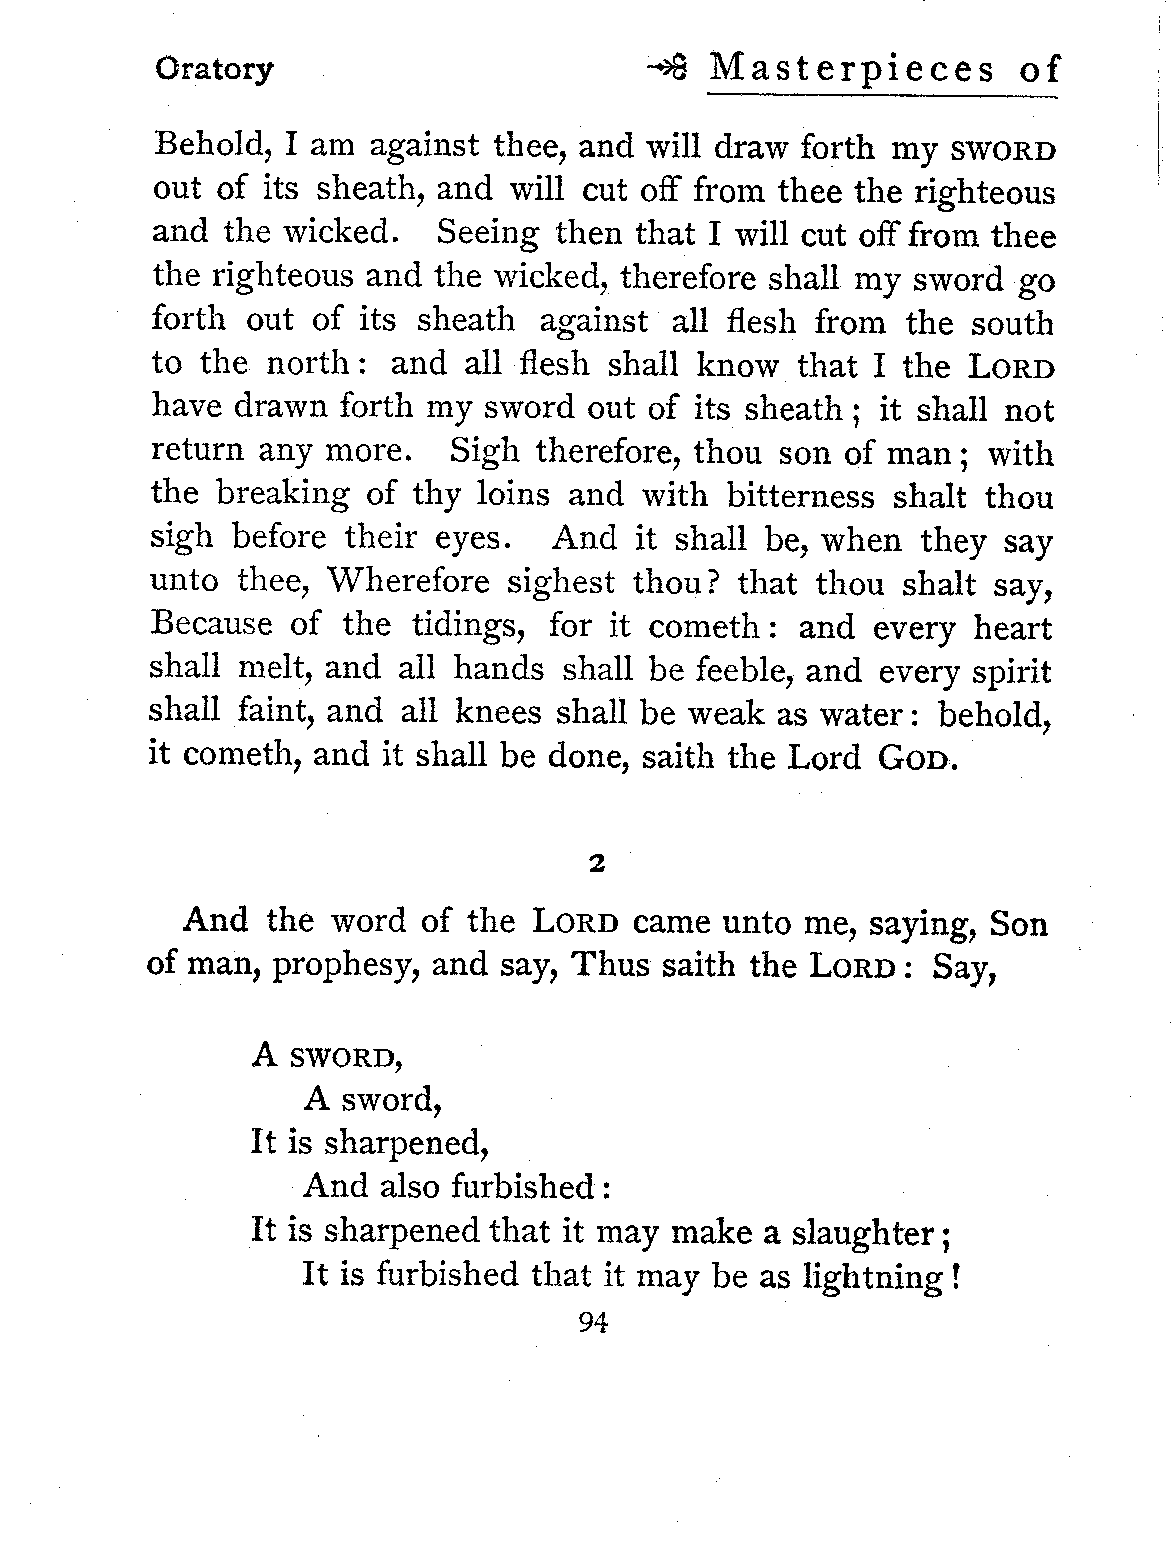 Oratory Masterpieces of
Behold, I am against thee, and will draw forth my SWORD
out of its sheath, and will cut off from thee the righteous
and the wicked. Seeing then that I will cut off from thee
the righteous and the wicked, therefore shall my sword go
forth out of its sheath against all flesh from the south
to the north: and all flesh shall know that I the LORD
have drawn forth my sword out of its sheath; it shall not
return any more. Sigh therefore, thou son of man; with
the breaking of thy loins and with bitterness shalt thou
sigh before their eyes. And it shall be, when they say
unto thee, Wherefore sighest thou? that thou shalt say,
Because of the tidings, for it cometh: and every heart
shall melt, and all hands shall be feeble, and every spirit
shall faint, and all knees shall be weak as water: behold,
it cometh, and it shall be done, saith the Lord GOD.
2
And the word of the LORD came unto me, saying, Son
of man, prophesy, and say, Thus saith the LORD: Say,
A SWORD,
A sword,
It is sharpened,
And also furbished:
It is sharpened that it may make a slaughter;
It is furbished that it may be as lightning!
94